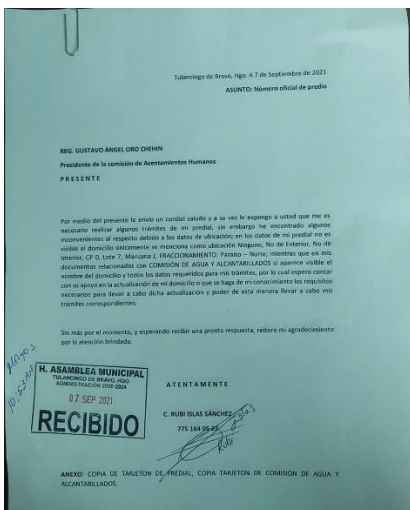 Tulancingo de Bravo, Hgo. A 7 de Septiembre de 2021
ASUNTO: Número oficial de predio
REG. GUSTAVO ÁNGEL ORO CHEHIN
Presidente de la comisión de Asentamientos Humanos
P R E S E N T E
Por medio del presente le envío un cordial saludo y a su vez le expongo a usted que me es
necesario realizar algunos trámites de mi predial, sin embargo he encontrado algunos
inconvenientes al respecto debido a los datos de ubicación; en los datos de mi predial no es
visible el domicilio únicamente se menciona como ubicación Ninguno, No de Exterior, No de
Interior, CP 0, Lote 7, Manzana J, FRACCIONAMIENTO: Paraíso – Norte; mientras que en mis
documentos relacionados con COMISIÓN DE AGUA Y ALCANTARILLADOS si aparece visible el
nombre del domicilio y todos los datos requeridos para mis trámites, por lo cual espero contar
con su apoyo en la actualización de mi domicilio o que se haga de mi conocimiento los requisitos
necesarios para llevar a cabo dicha actualización y poder de esta manera llevar a cabo mis
trámites correspondientes.
Sin más por el momento, y esperando recibir una pronta respuesta, reitero mi agradecimiento
por la atención brindada.
10:53
H. ASAMBLEA MUNICIPAL
TULANCINGO DE BRAVO, HGO.
ADMINISTRACIÓN 2020-2024
07 SEP 2021
RECIBIDO
A T E N T A M E N T E
C. RUBI ISLAS SÁNCHEZ
775 164 05
Rubi Islas
ANEXO: COPIA DE TARJETON DE PREDIAL, COPIA TARJETON DE COMISIÓN DE AGUA Y
ALCANTARILLADOS.